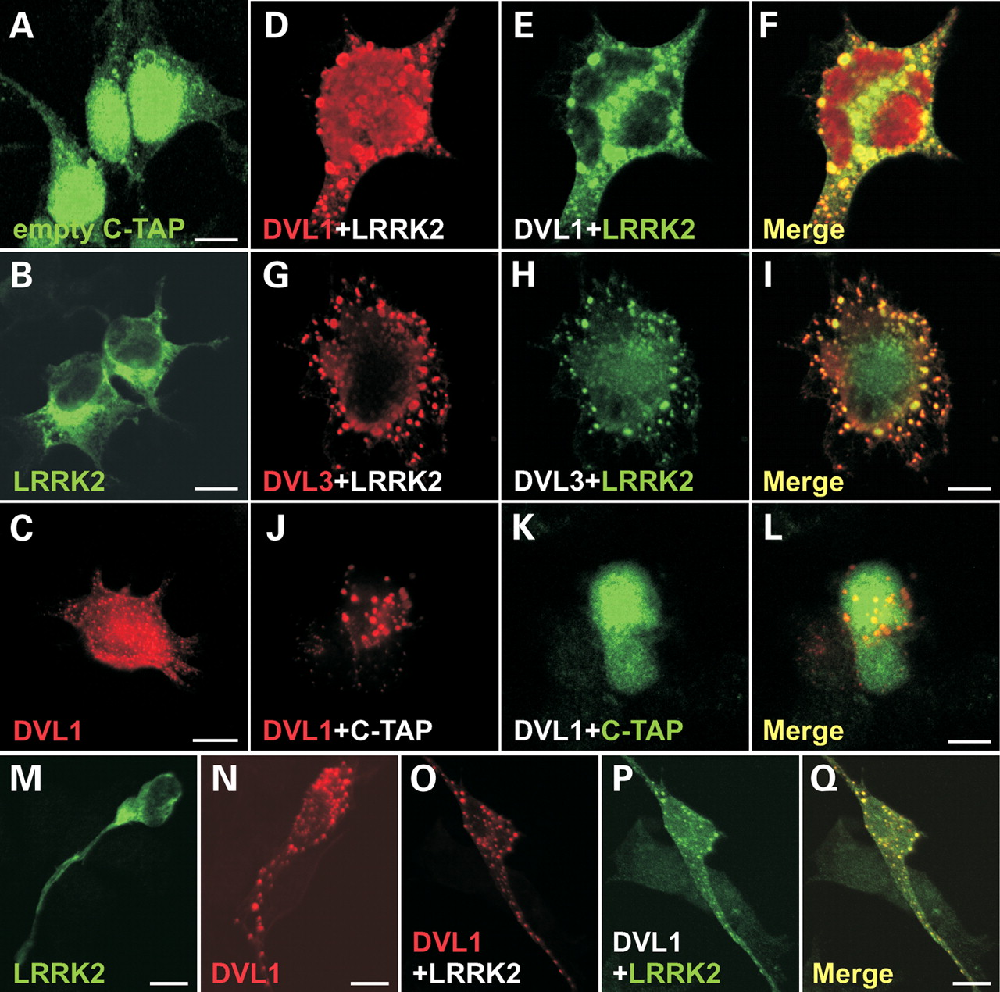 A
empty C-TAP
D
DVL1+LRRK2
E
DVL1+LRRK2
F
Merge
B
LRRK2
G
DVL3+LRRK2
H
DVL3+LRRK2
I
Merge
C
DVL1
J
DVL1+C-TAP
K
DVL1+C-TAP
L
Merge
M
LRRK2
N
DVL1
O
DVL1
+LRRK2
P
DVL1
+LRRK2
Q
Merge